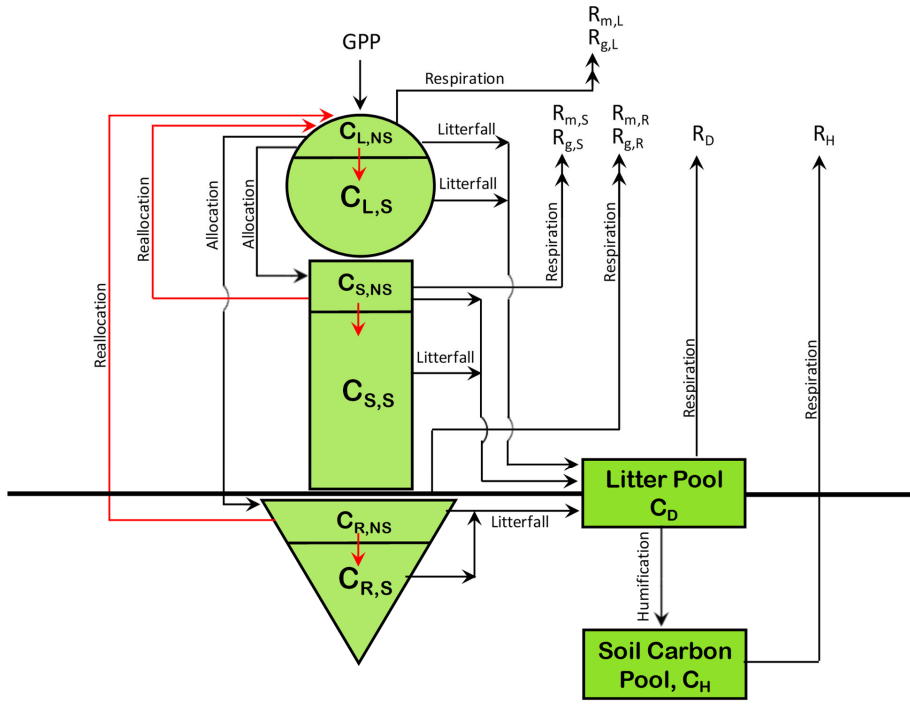 R_m,L
R_g,L
GPP
Respiration
R_m,S
R_g,S
R_m,R
R_g,R
R_D
R_H
C_L,NS
Litterfall
C_L,S
Litterfall
Reallocation
Allocation
Allocation
Reallocation
Respiration
Respiration
C_S,NS
Litterfall
C_S,S
Respiration
Respiration
Litter Pool
C_D
C_R,NS
Litterfall
C_R,S
Humification
Soil Carbon
Pool, C_H